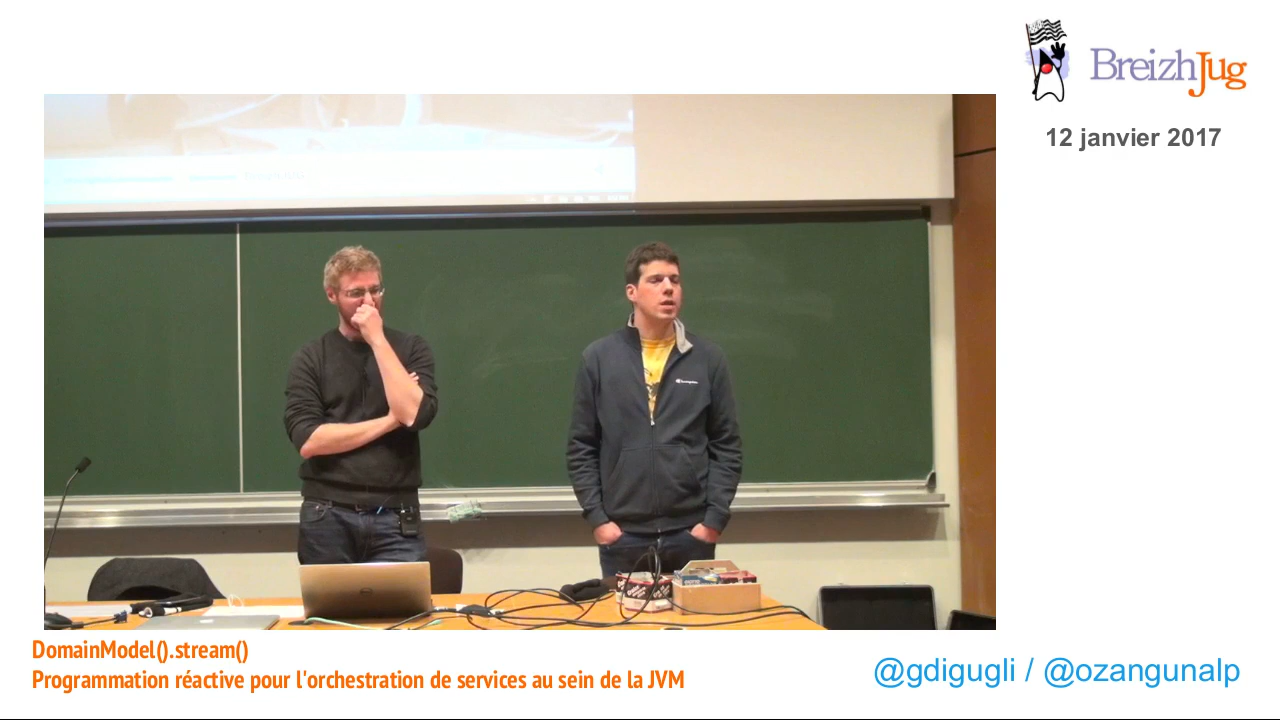 BreizhJug
12 janvier 2017
DomainModel().stream()
Programmation réactive pour l'orchestration de services au sein de la JVM
@gdigugli / @ozangunalp